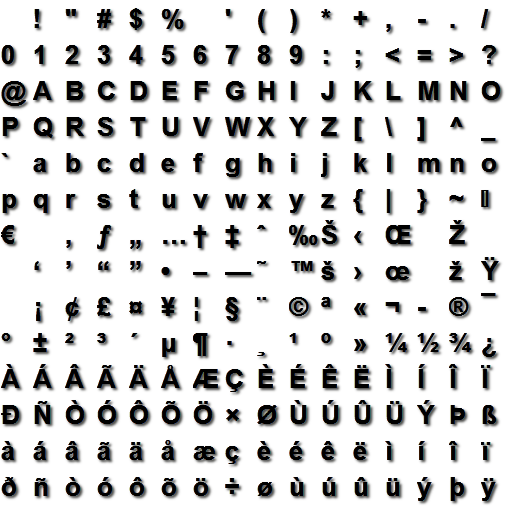 ! " # $ % ' ( ) * + , - . /
0 1 2 3 4 5 6 7 8 9 : ; < = > ?
@ A B C D E F G H I J K L M N O
P Q R S T U V W X Y Z [ \ ] ^ _
` a b c d e f g h i j k l m n o
p q r s t u v w x y z { | } ~
€ ‚ ƒ „ … † ‡ ˆ ‰ Š ‹ Œ Ž
‘ ’ “ ” • – — ˜ ™ š › œ ž Ÿ
¡ ¢ £ ¤ ¥ ¦ § ¨ © ª « ¬ - ® ¯
° ± ² ³ ´ µ ¶ · ¸ ¹ º » ¼ ½ ¾ ¿
À Á Â Ã Ä Å Æ Ç È É Ê Ë Ì Í Î Ï
Ð Ñ Ò Ó Ô Õ Ö × Ø Ù Ú Û Ü Ý Þ ß
à á â ã ä å æ ç è é ê ë ì í î ï
ð ñ ò ó ô õ ö ÷ ø ù ú û ü ý þ ÿ